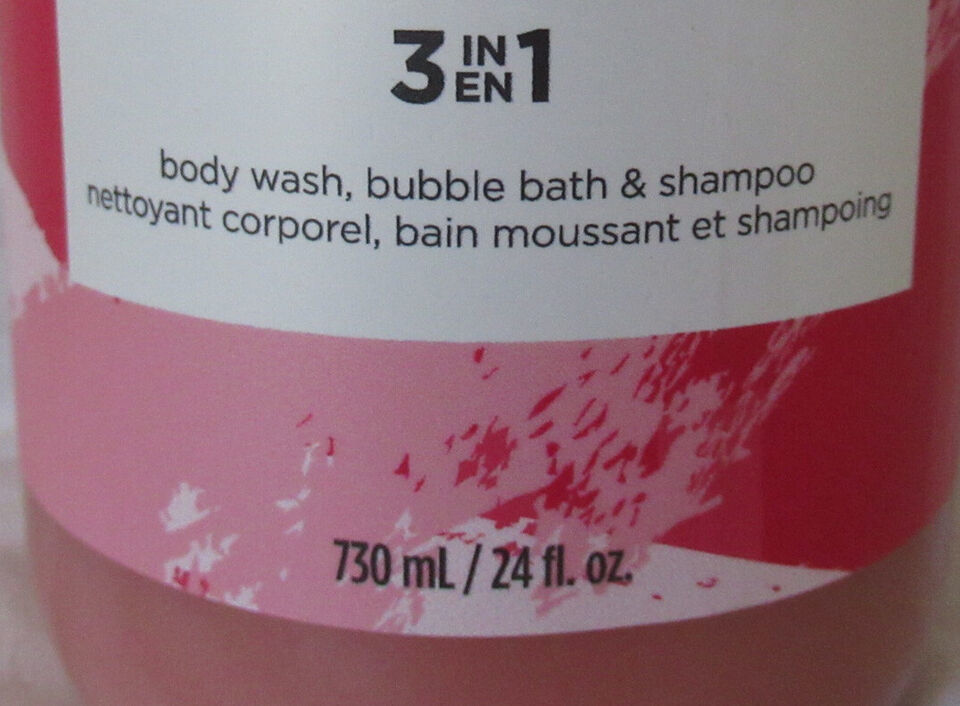 3 IN EN 1
body wash, bubble bath & shampoo
nettoyant corporel, bain moussant et shampoing
730 mL / 24 fl. oz.